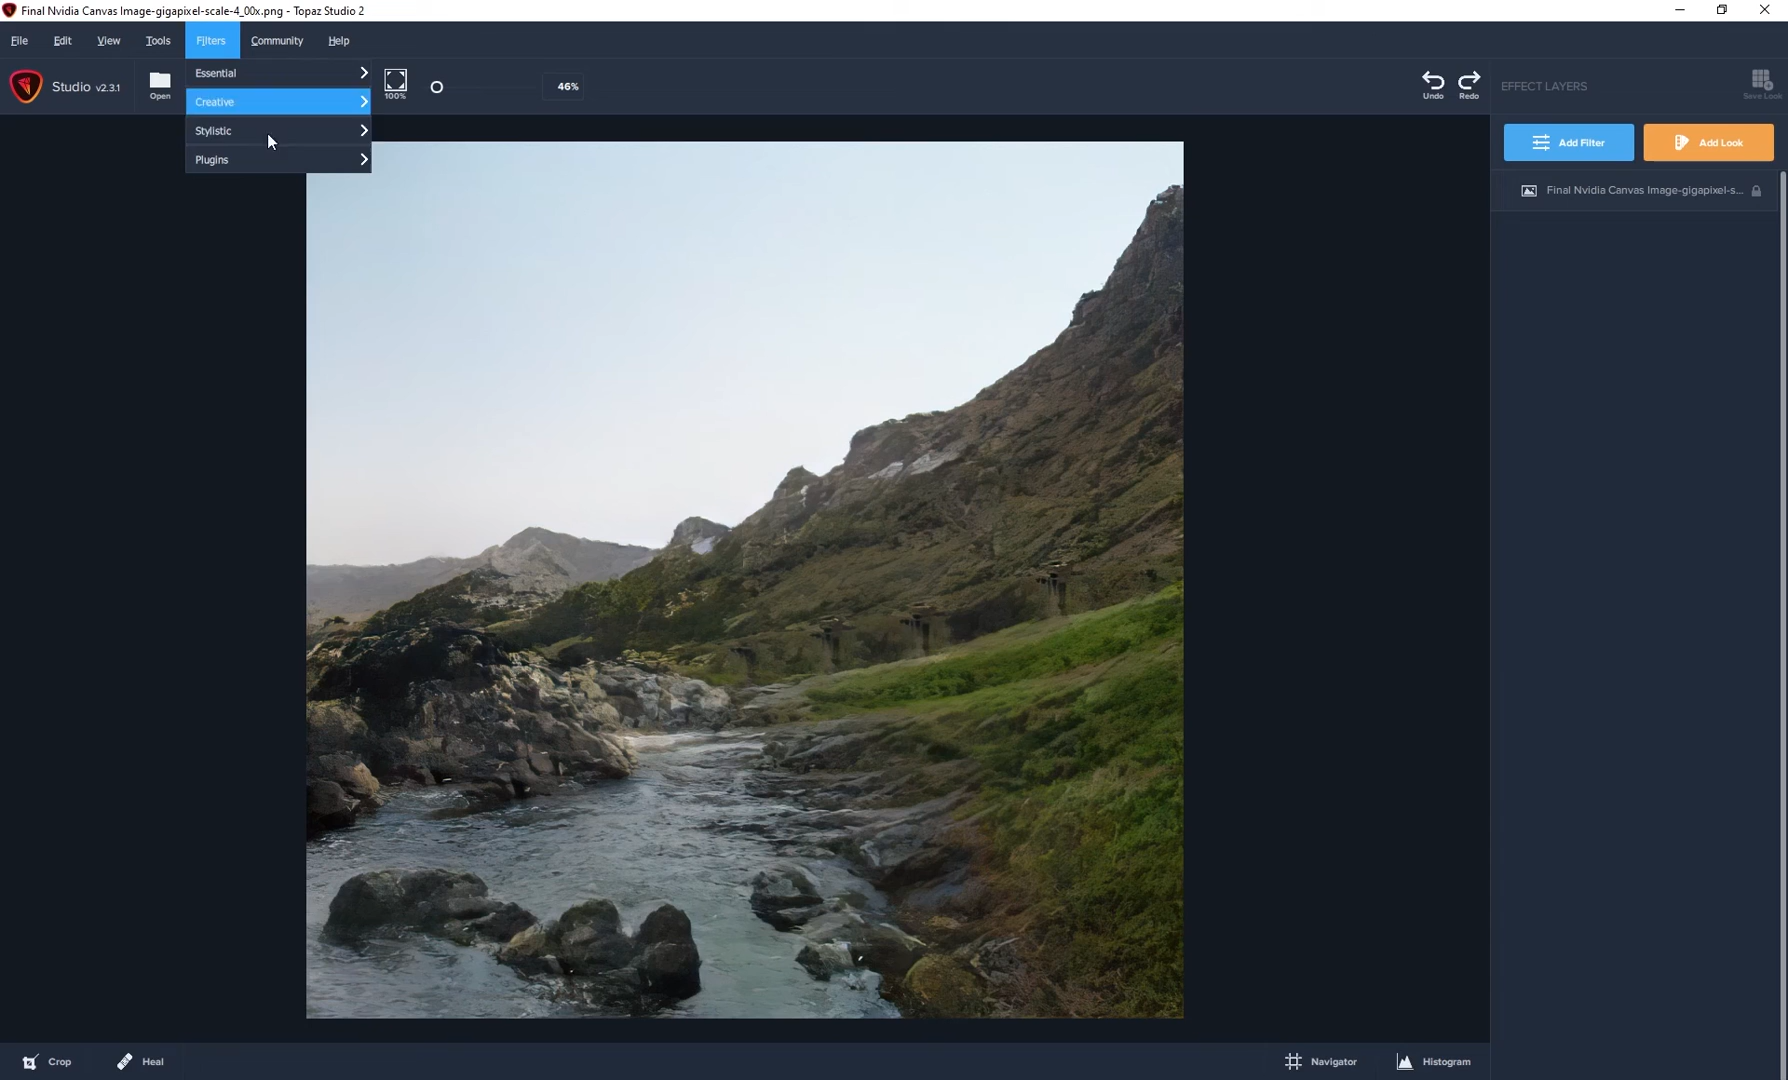 Final Nvidia Canvas Image-gigapixel-scale-4_00x.png - Topaz Studio 2
File Edit View Tools Filters Community Help
Studio v2.3.1
Open
100%
46%
Undo
Redo
EFFECT LAYERS
Save Look
Essential
Creative
Stylistic
Plugins
Add Filter
Add Look
Final Nvidia Canvas Image-gigapixel-s...
Crop
Heal
Navigator
Histogram